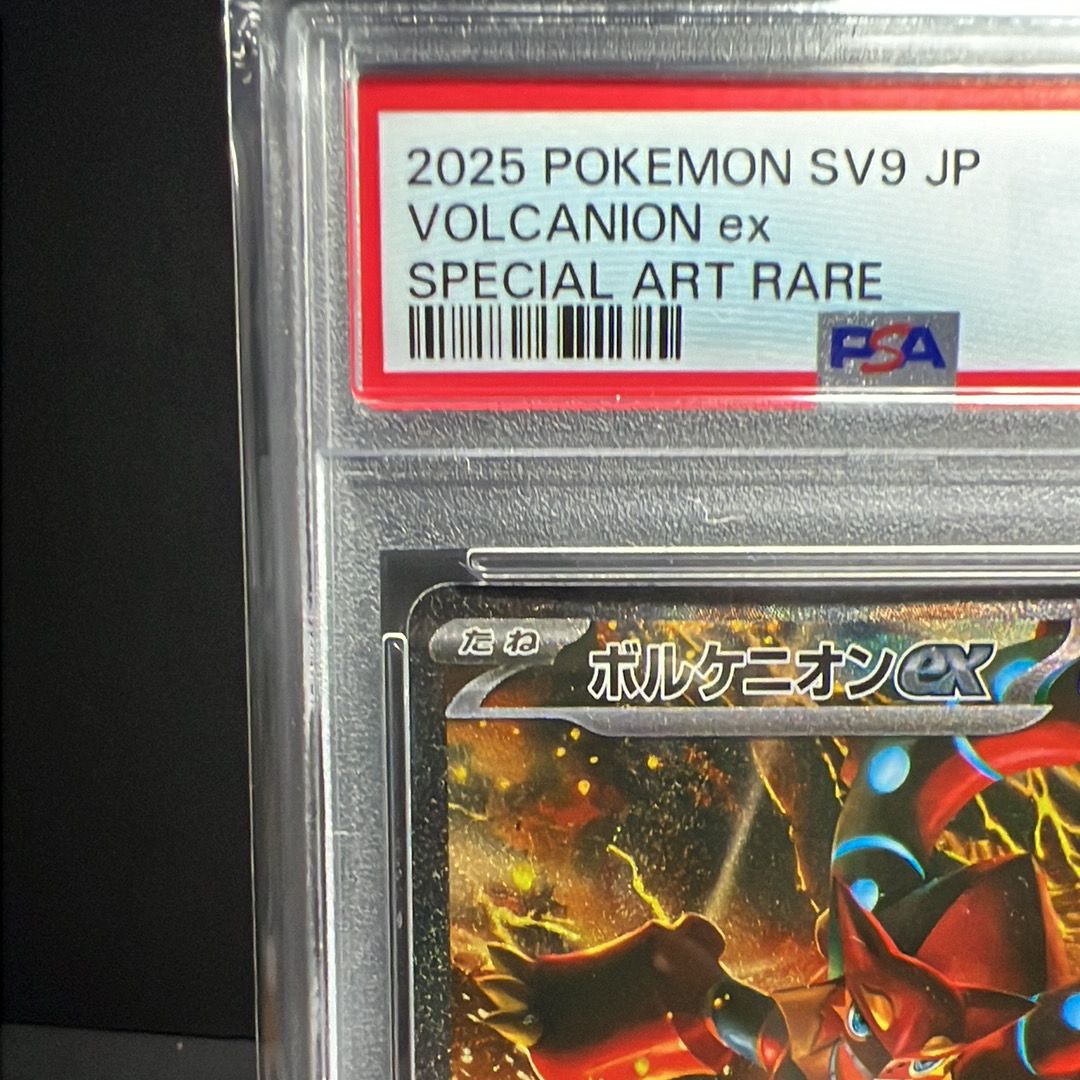 2025 POKEMON SV9 JP
VOLCANION ex
SPECIAL ART RARE
PSA
たね
ボルケニオンex